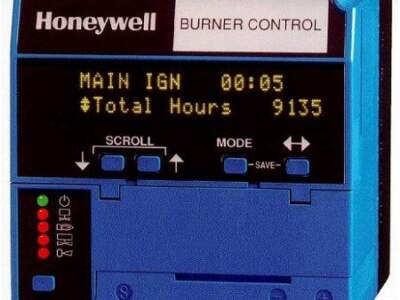 Honeywell
BURNER CONTROL
MAIN IGN 00:05
Total Hours 9135
SCROLL
MODE
SAVE